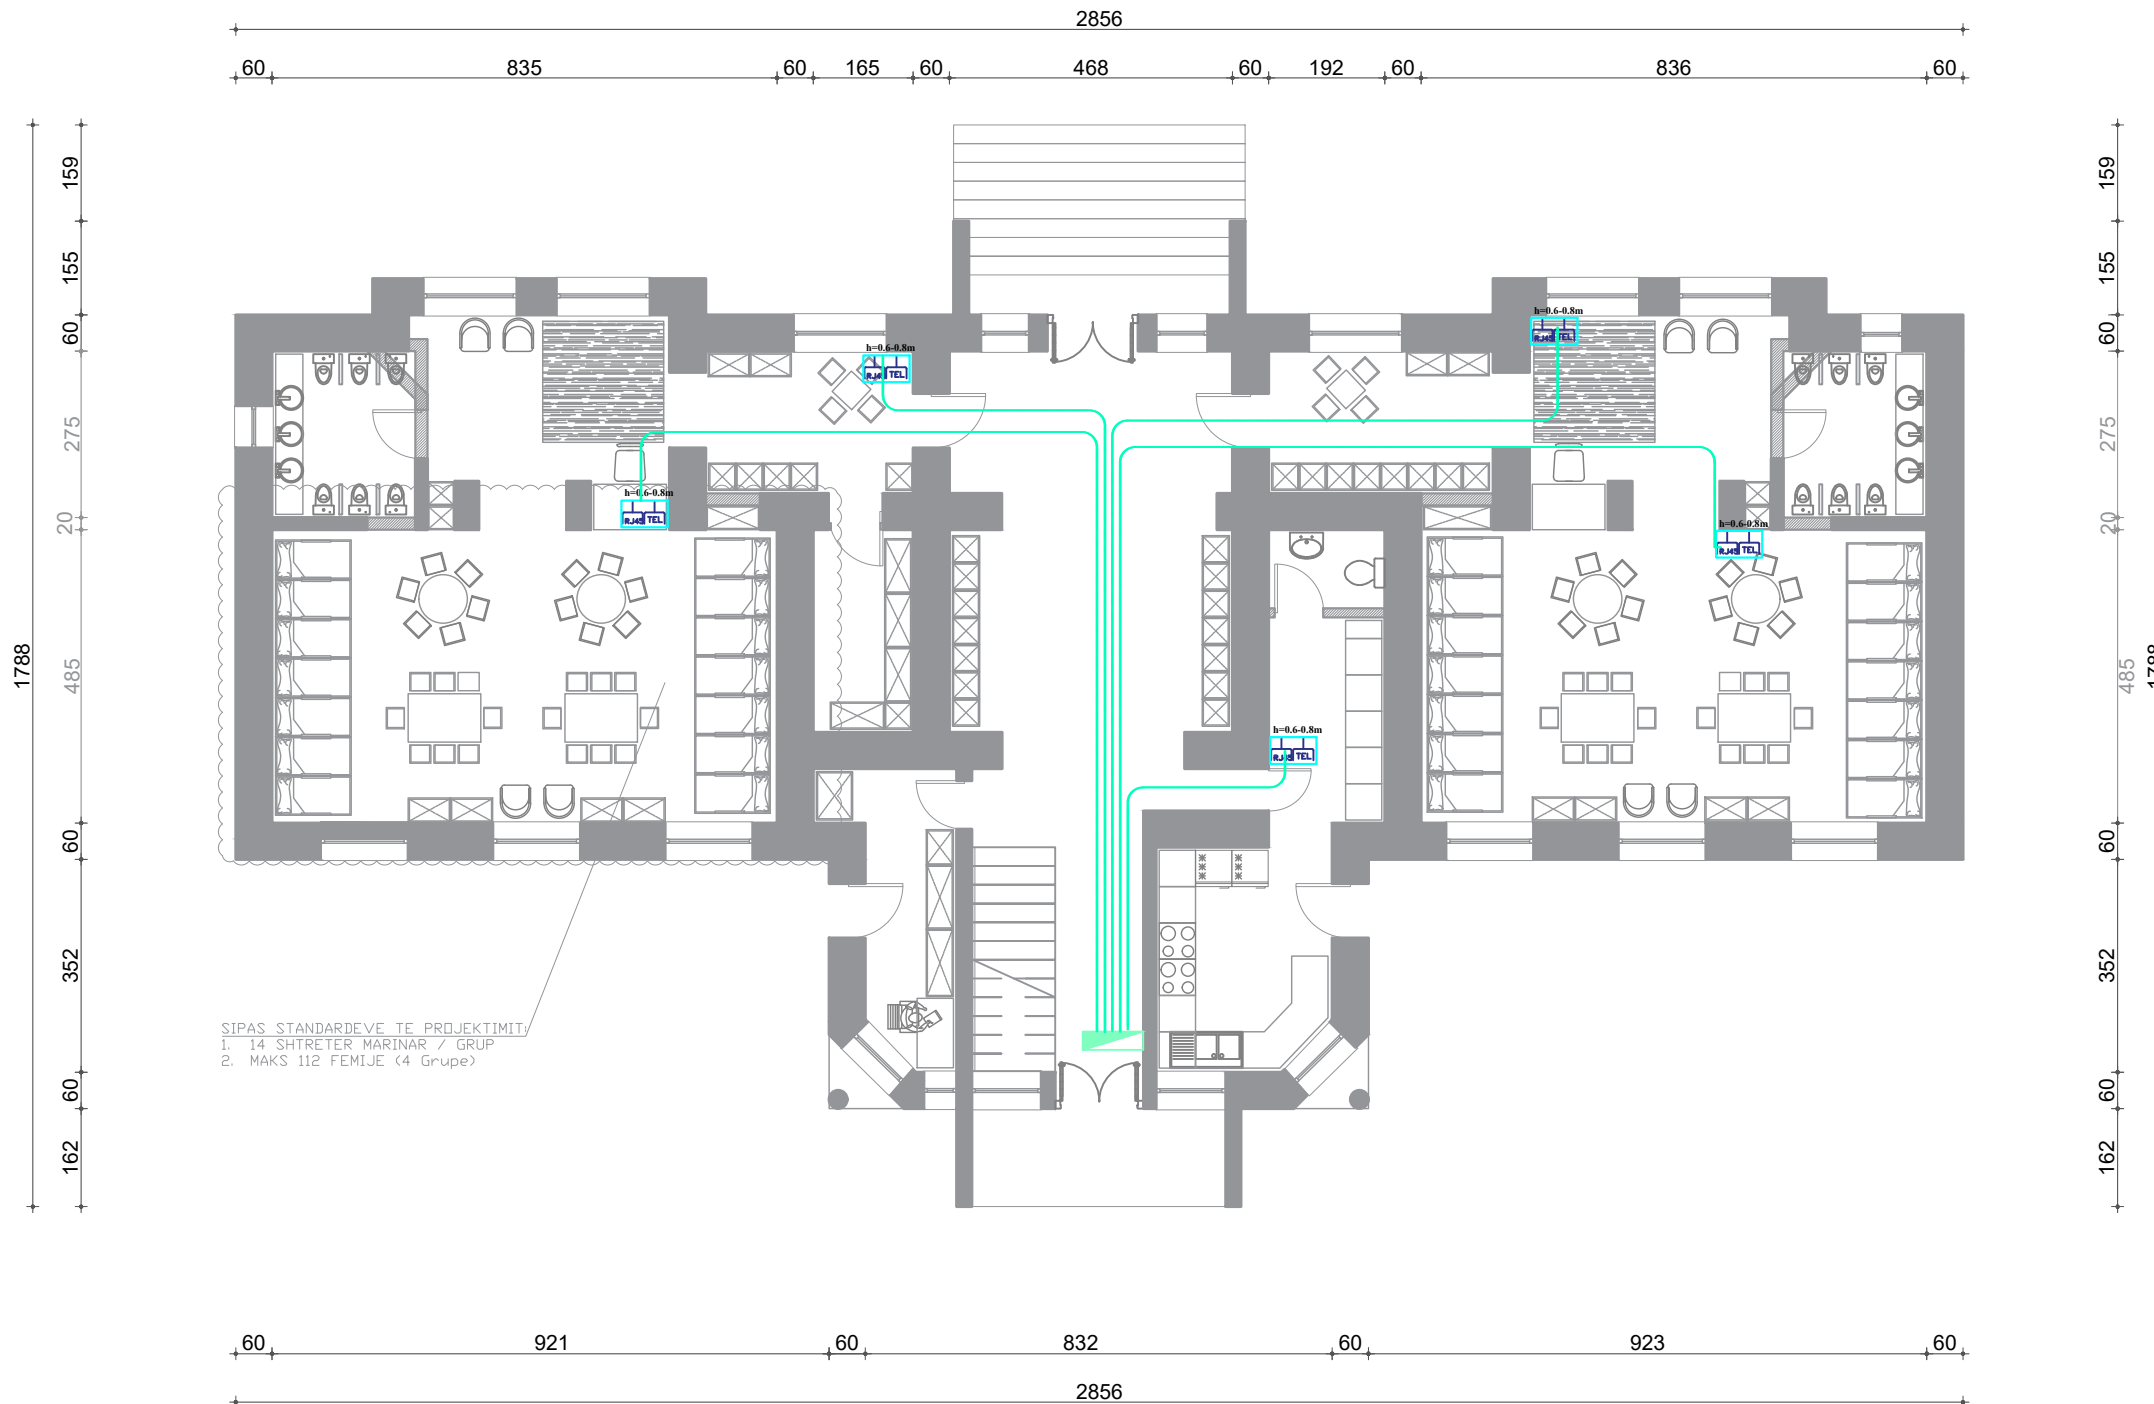 2856
60 835 60 165 60 468 60 192 60 836 60
159
155
60
275
20
485
60
352
60
162
1788
159
155
60
275
20
485
60
352
60
162
1788
h=0.6-0.8m
RJ45 TEL
h=0.6-0.8m
RJ45 TEL
h=0.6-0.8m
RJ45 TEL
h=0.6-0.8m
RJ45 TEL
h=0.6-0.8m
RJ45 TEL
SIPAS STANDARDEVE TE PROJEKTIMIT:
1. 14 SHTRETER MARINAR / GRUP
2. MAKS 112 FEMIJE (4 Grupe)
60 921 60 832 60 923 60
2856